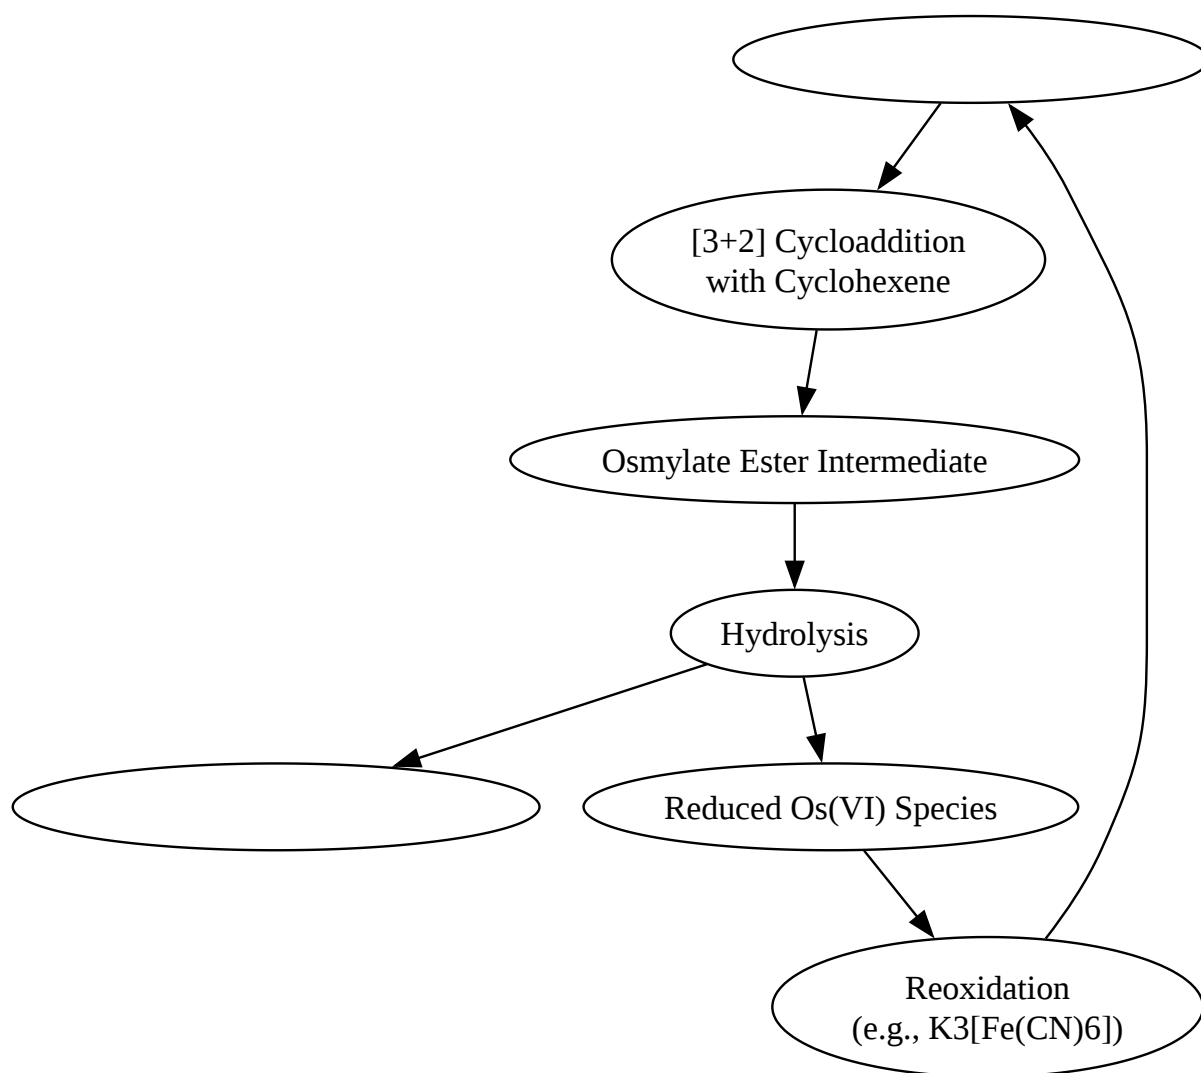 [3+2] Cycloaddition
with Cyclohexene
Osmylate Ester Intermediate
Hydrolysis
Reduced Os(VI) Species
Reoxidation
(e.g., K3[Fe(CN)6])